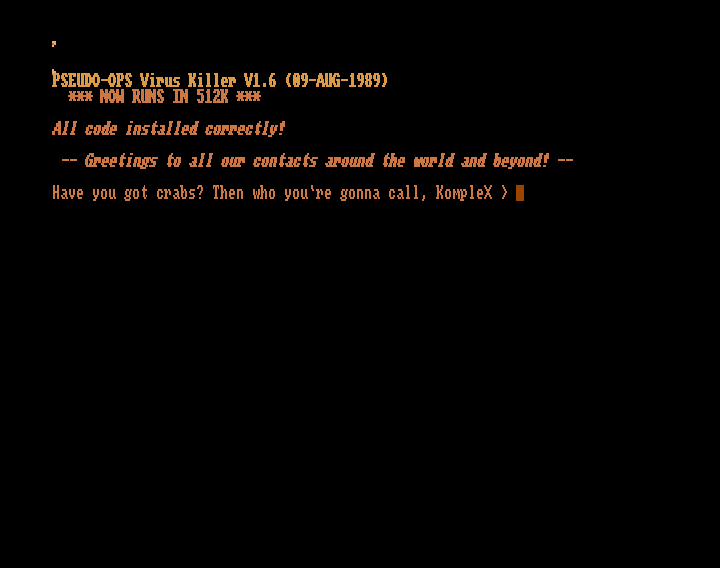 PSEUDO-OPS Virus Killer V1.6 (09-AUG-1989)
*** NOW RUNS IN 512K ***
All code installed correctly!
-- Greetings to all our contacts around the world and beyond! --
Have you got crabs? Then who you're gonna call, KompleX >